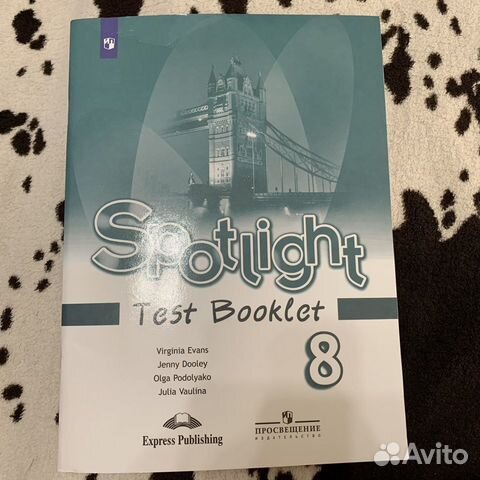 Spotlight
Test Booklet
8
Virginia Evans
Jenny Dooley
Olga Podolyako
Julia Vaulina
Express Publishing
ПРОСВЕЩЕНИЕ
ИЗДАТЕЛЬСТВО
Avito